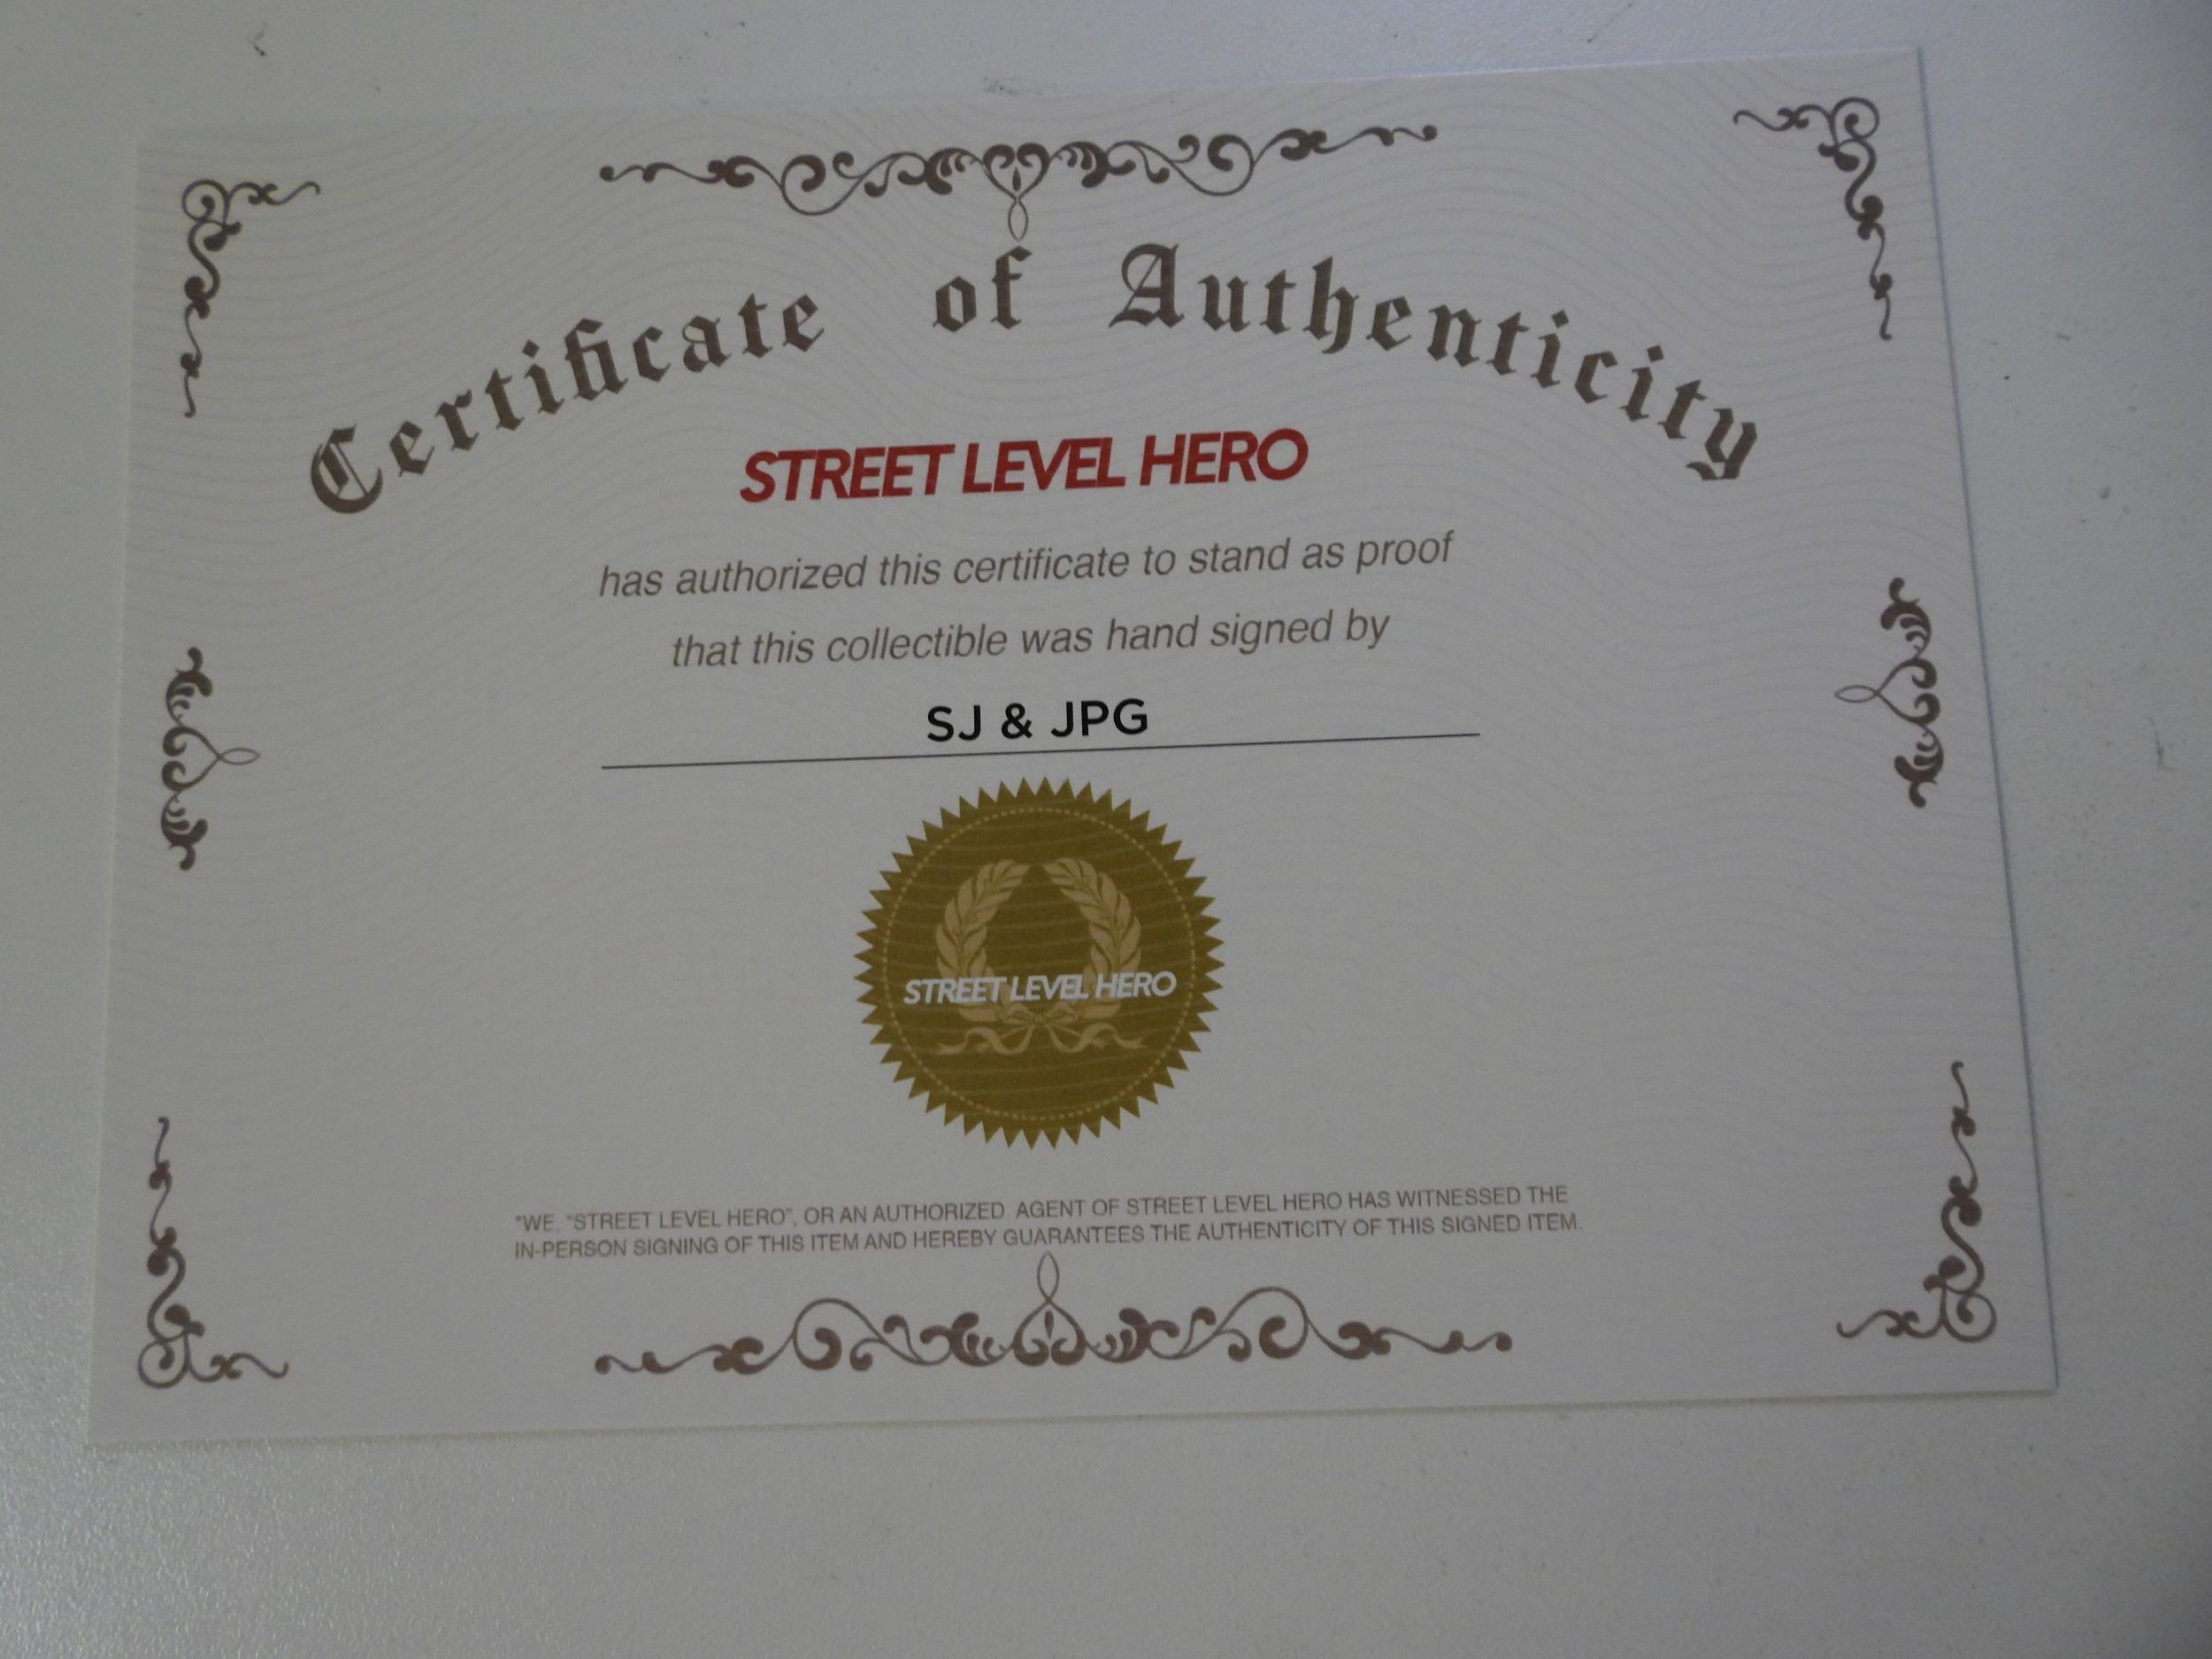 Certificate of Authenticity
STREET LEVEL HERO
has authorized this certificate to stand as proof
that this collectible was hand signed by
SJ & JPG
STREET LEVEL HERO
"WE, "STREET LEVEL HERO", OR AN AUTHORIZED AGENT OF STREET LEVEL HERO HAS WITNESSED THE
IN-PERSON SIGNING OF THIS ITEM AND HEREBY GUARANTEES THE AUTHENTICITY OF THIS SIGNED ITEM.